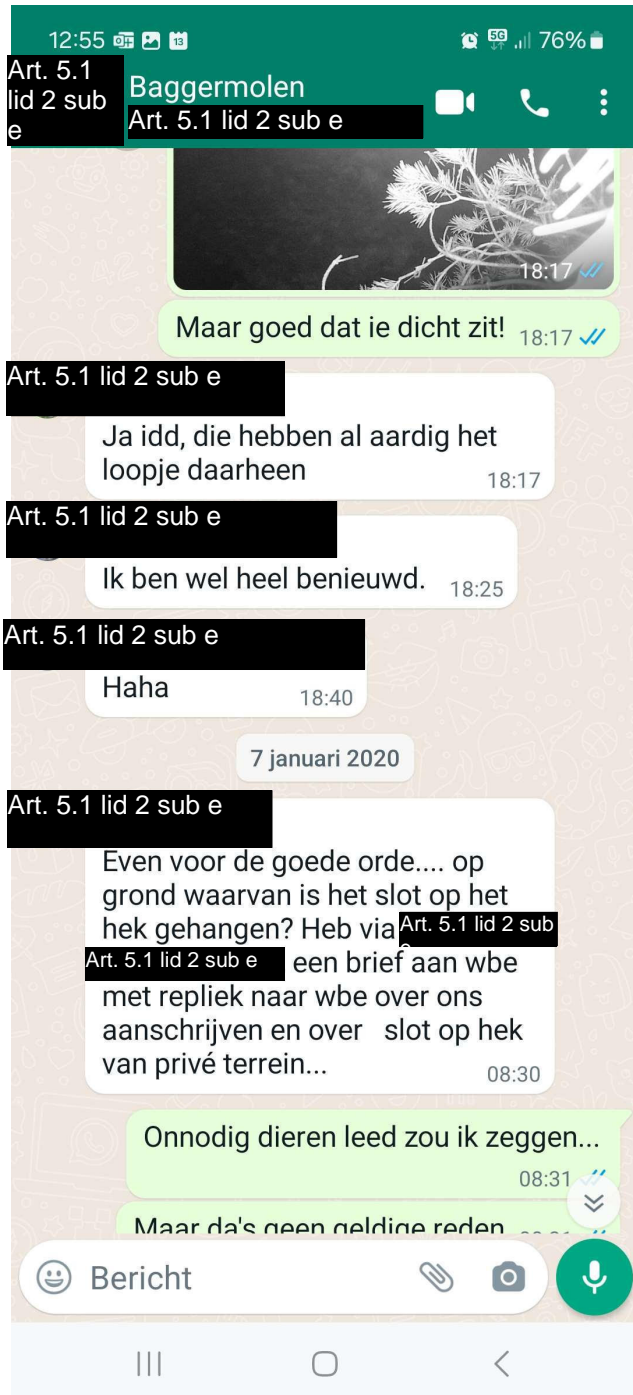 12:55 13 5G 76%
Art. 5.1
lid 2 sub
e
Baggermolen
Art. 5.1 lid 2 sub e
18:17
Maar goed dat ie dicht zit! 18:17
Art. 5.1 lid 2 sub e
Ja idd, die hebben al aardig het
loopje daarheen 18:17
Art. 5.1 lid 2 sub e
Ik ben wel heel benieuwd. 18:25
Art. 5.1 lid 2 sub e
Haha 18:40
7 januari 2020
Art. 5.1 lid 2 sub e
Even voor de goede orde.... op
grond waarvan is het slot op het
hek gehangen? Heb via Art. 5.1 lid 2 sub
Art. 5.1 lid 2 sub e een brief aan wbe
met repliek naar wbe over ons
aanschrijven en over slot op hek
van privé terrein... 08:30
Onnodig dieren leed zou ik zeggen...
08:31
Maar da's geen geldige reden
Bericht